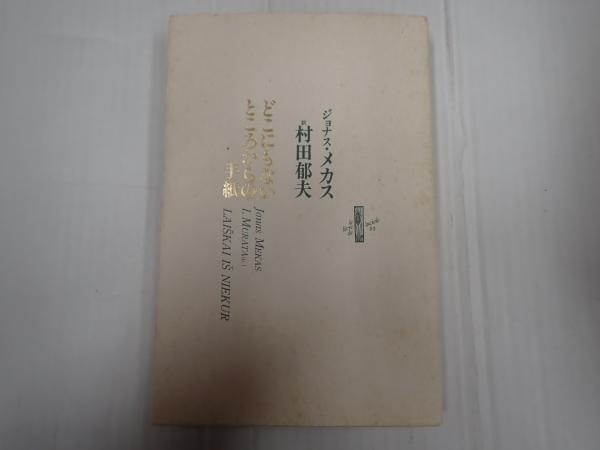 ジョナス・メカス
訳 村田郁夫
どこにもない
ところからの
手紙
Jonas MEKAS
I. MURATA
LAIŠKAI IŠ NIEKUR